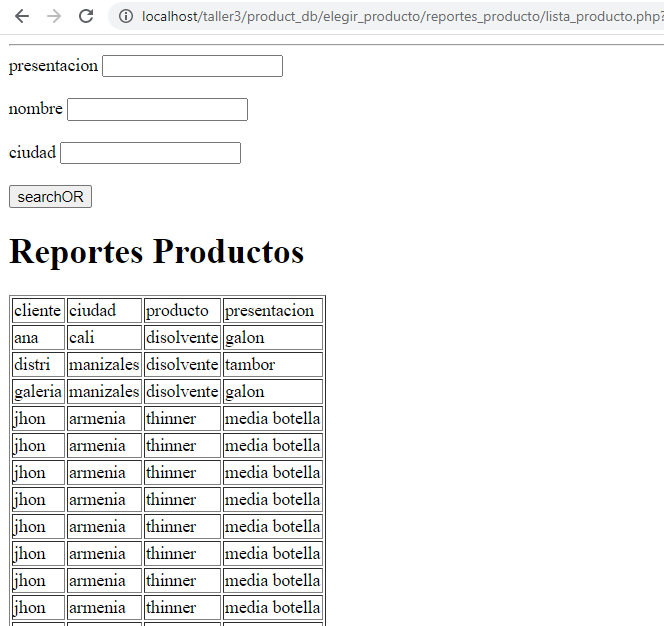 localhost/taller3/product_db/elegir_producto/reportes_producto/lista_producto.php?
presentacion
nombre
ciudad
searchOR
Reportes Productos
cliente ciudad producto presentacion
ana cali disolvente galon
distri manizales disolvente tambor
galeria manizales disolvente galon
jhon armenia thinner media botella
jhon armenia thinner media botella
jhon armenia thinner media botella
jhon armenia thinner media botella
jhon armenia thinner media botella
jhon armenia thinner media botella
jhon armenia thinner media botella
jhon armenia thinner media botella